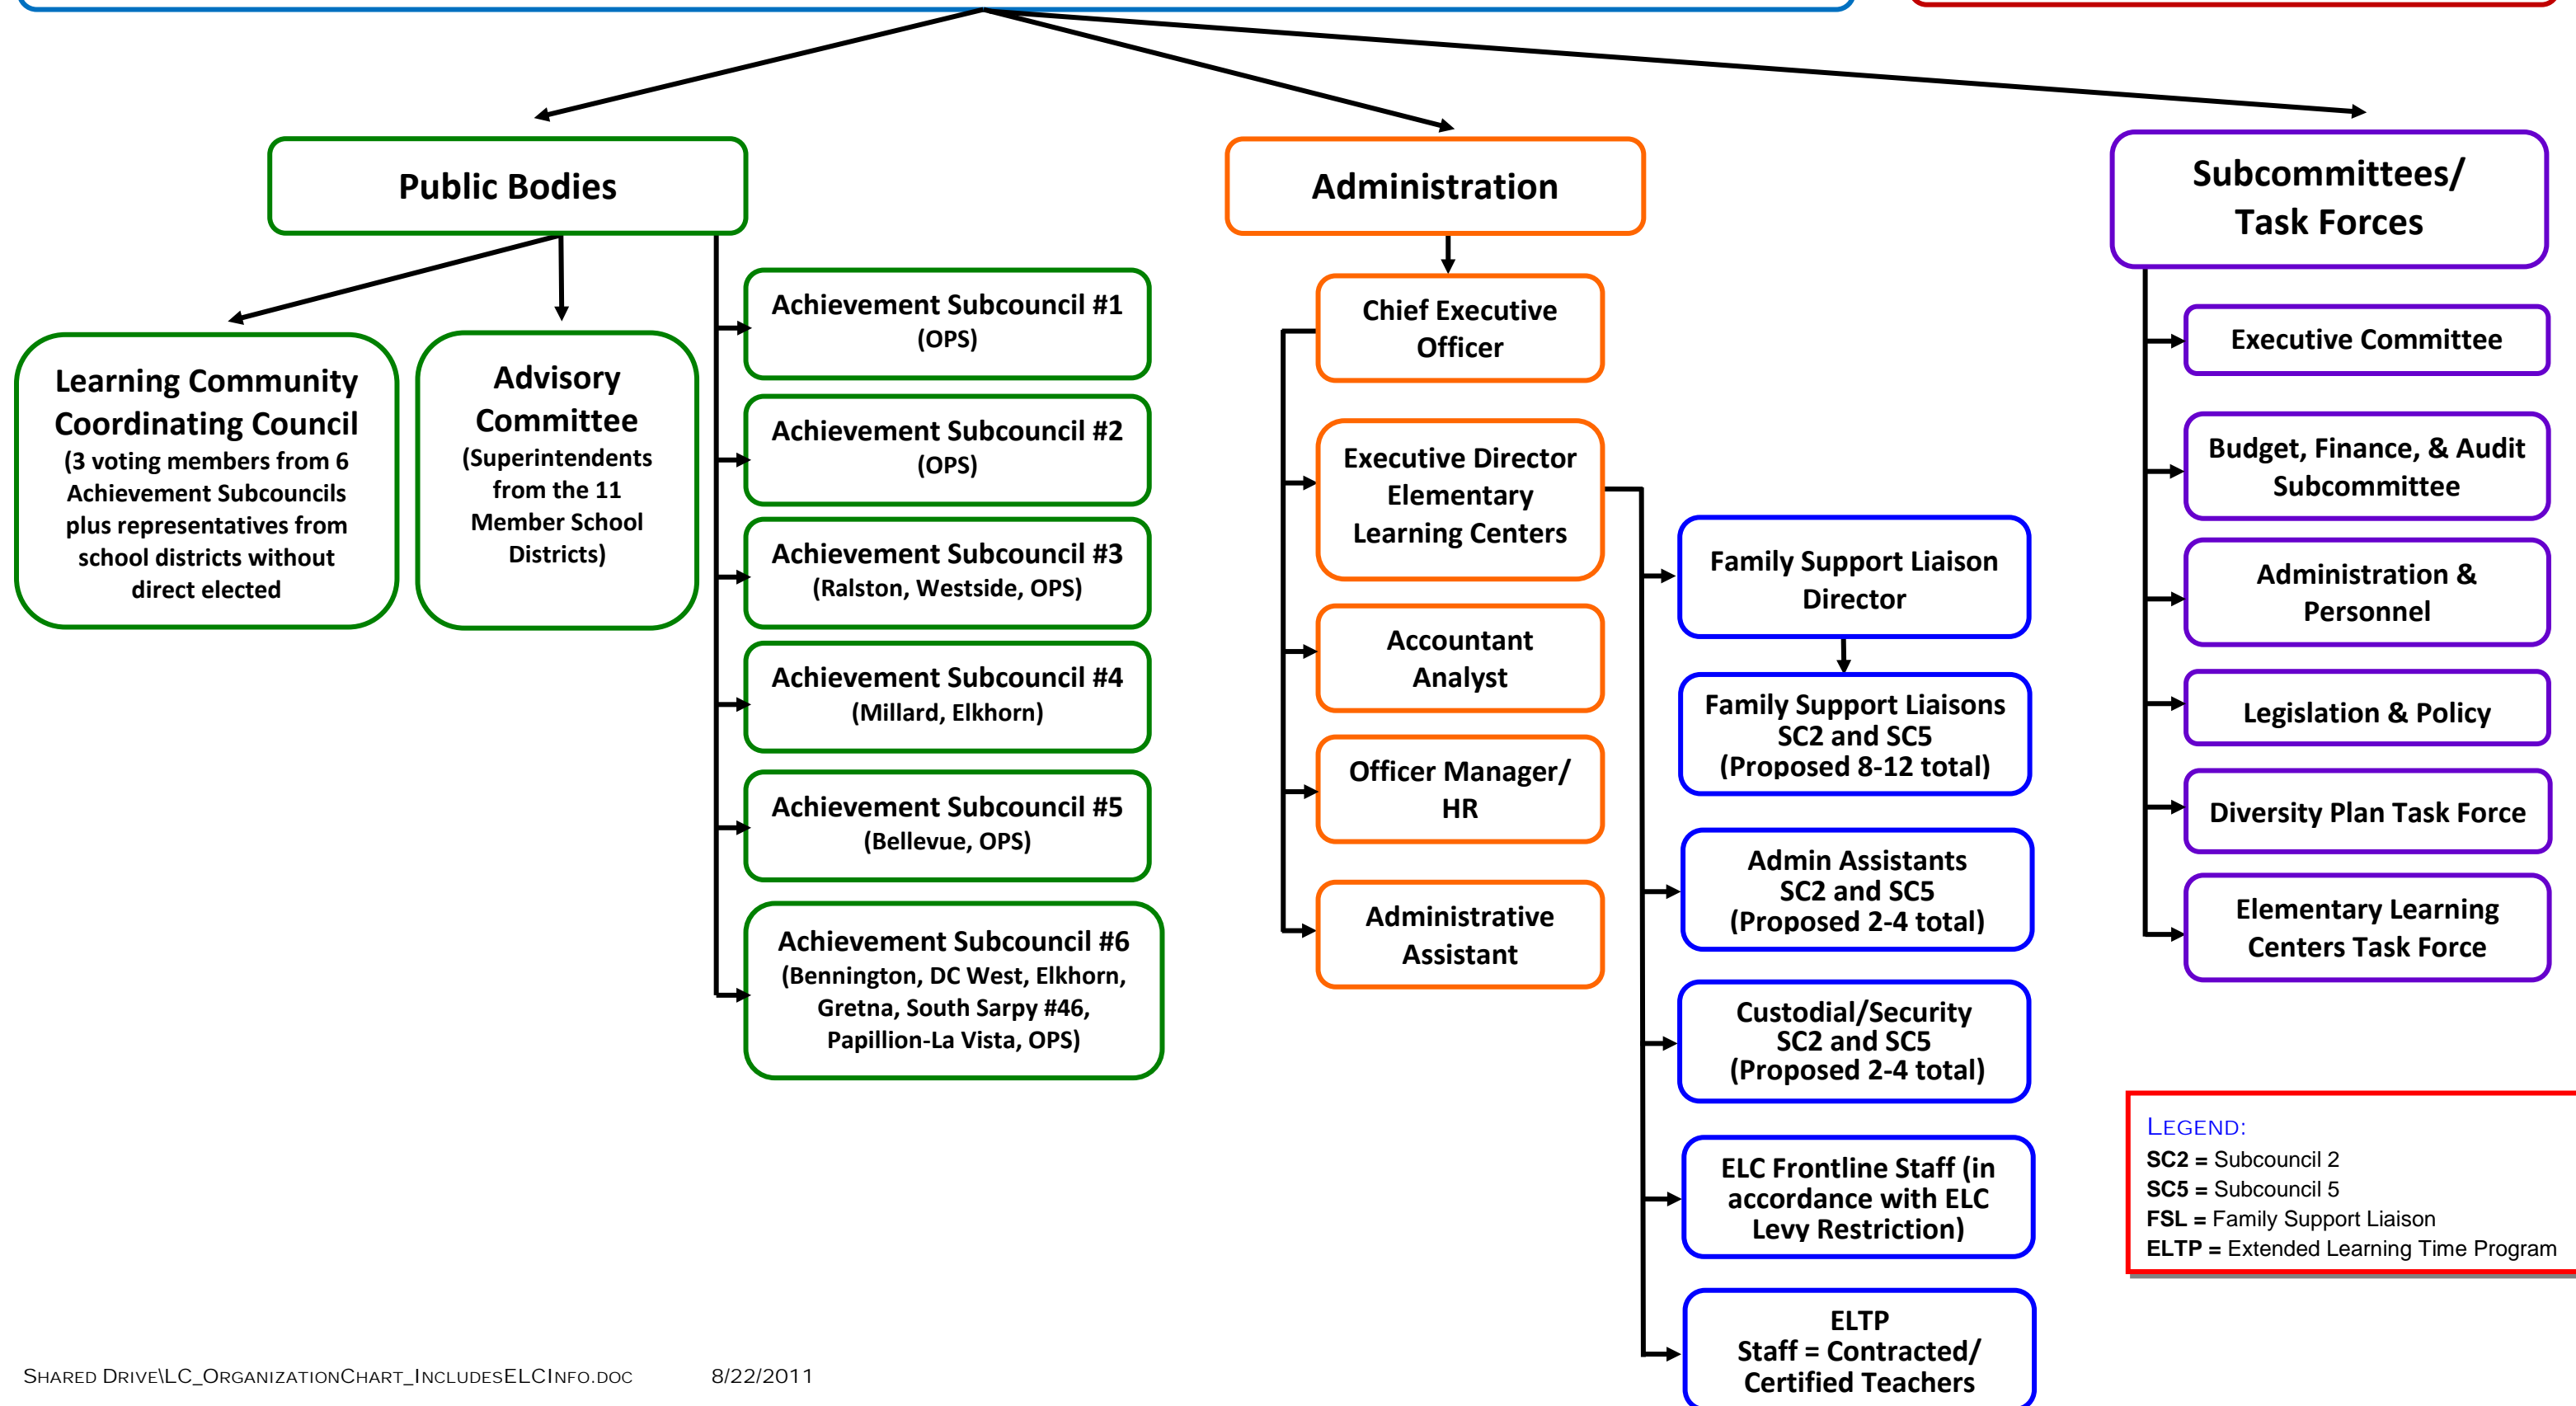 Public Bodies
Learning Community
Coordinating Council
(3 voting members from 6
Achievement Subcouncils
plus representatives from
school districts without
direct elected
Advisory
Committee
(Superintendents
from the 11
Member School
Districts)
Achievement Subcouncil #1
(OPS)
Achievement Subcouncil #2
(OPS)
Achievement Subcouncil #3
(Ralston, Westside, OPS)
Achievement Subcouncil #4
(Millard, Elkhorn)
Achievement Subcouncil #5
(Bellevue, OPS)
Achievement Subcouncil #6
(Bennington, DC West, Elkhorn,
Gretna, South Sarpy #46,
Papillion-La Vista, OPS)
Administration
Chief Executive
Officer
Executive Director
Elementary
Learning Centers
Accountant
Analyst
Officer Manager/
HR
Administrative
Assistant
Family Support Liaison
Director
Family Support Liaisons
SC2 and SC5
(Proposed 8-12 total)
Admin Assistants
SC2 and SC5
(Proposed 2-4 total)
Custodial/Security
SC2 and SC5
(Proposed 2-4 total)
ELC Frontline Staff (in
accordance with ELC
Levy Restriction)
ELTP
Staff = Contracted/
Certified Teachers
Subcommittees/
Task Forces
Executive Committee
Budget, Finance, & Audit
Subcommittee
Administration &
Personnel
Legislation & Policy
Diversity Plan Task Force
Elementary Learning
Centers Task Force
LEGEND:
SC2 = Subcouncil 2
SC5 = Subcouncil 5
FSL = Family Support Liaison
ELTP = Extended Learning Time Program
SHARED DRIVE\LC_ORGANIZATIONCHART_INCLUDESELCINFO.DOC 8/22/2011